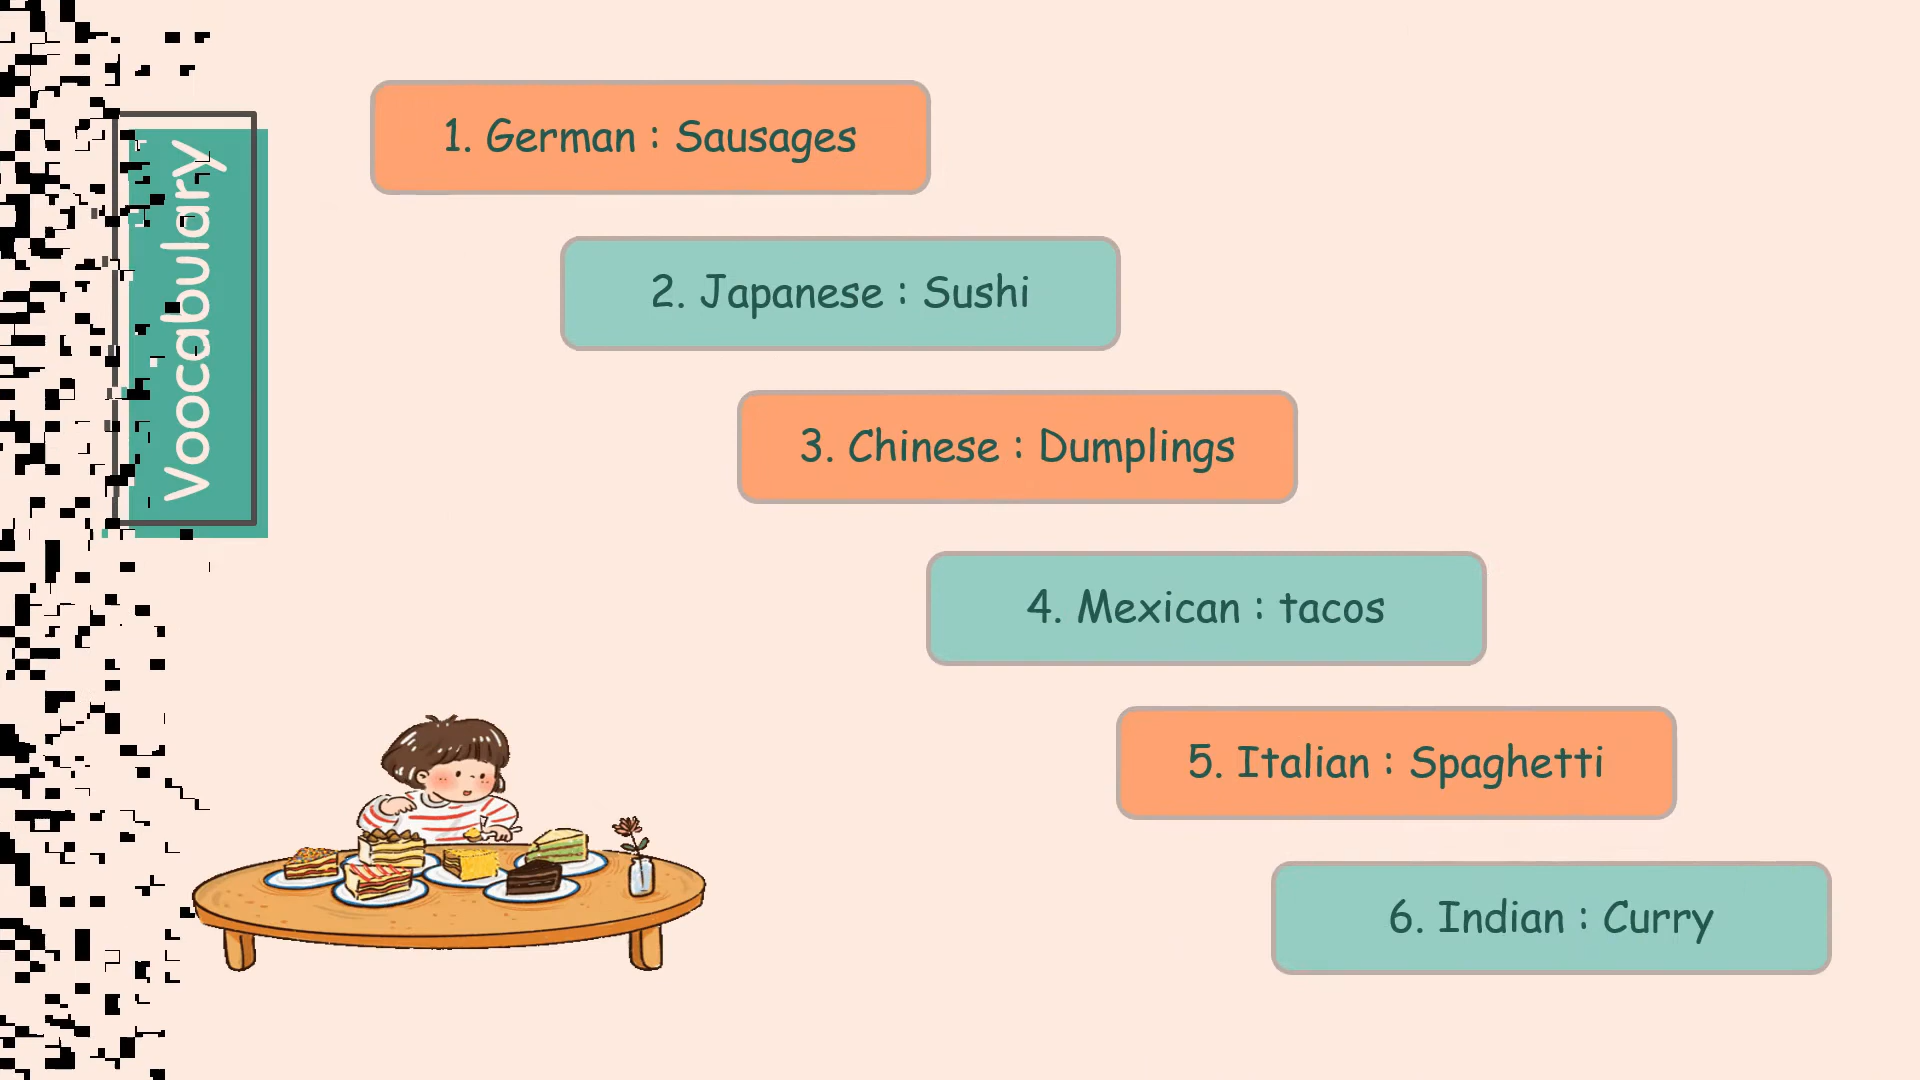 Voocabulary
1. German : Sausages
2. Japanese : Sushi
3. Chinese : Dumplings
4. Mexican : tacos
5. Italian : Spaghetti
6. Indian : Curry